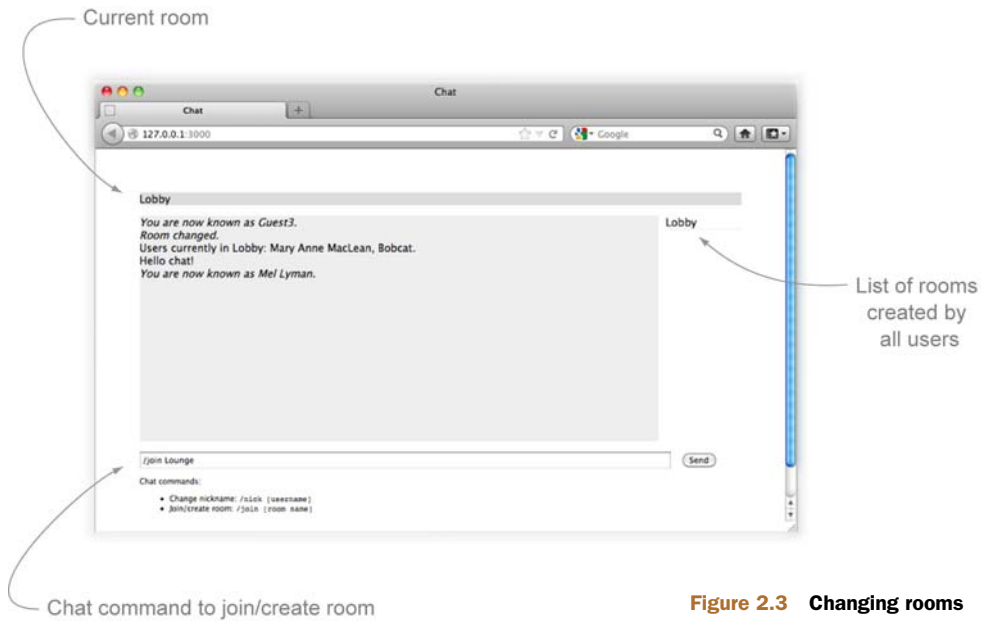 Current room
Chat
Chat
127.0.0.1:3000
Google
Lobby
You are now known as Guest3.
Room changed.
Users currently in Lobby: Mary Anne MacLean, Bobcat.
Hello chat!
You are now known as Mel Lyman.
Lobby
List of rooms
created by
all users
/join Lounge
Send
Chat commands:
• Change nickname: /nick [username]
• Join/create room: /join [room name]
Chat command to join/create room
Figure 2.3 Changing rooms